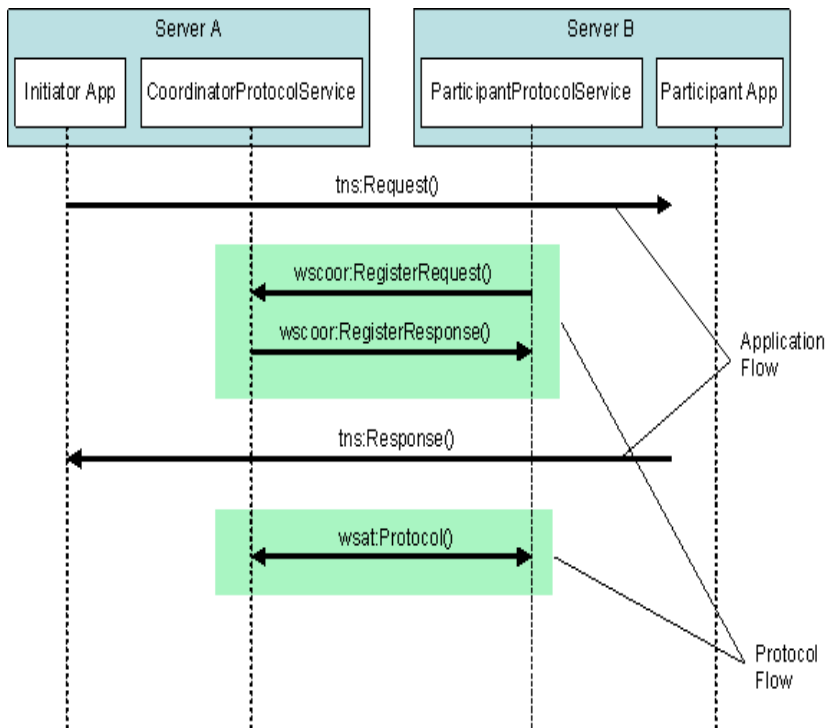 Server A
Server B
Initiator App
CoordinatorProtocolService
ParticipantProtocolService
Participant App
tns:Request()
wscoor:RegisterRequest()
wscoor:RegisterResponse()
Application
Flow
tns:Response()
wsat:Protocol()
Protocol
Flow